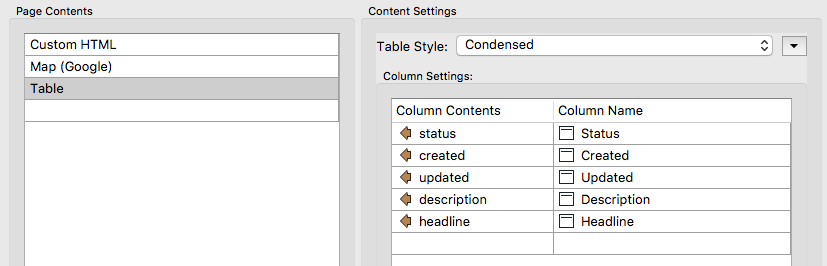 Page Contents
Custom HTML
Map (Google)
Table
Content Settings
Table Style: Condensed
Column Settings:
Column Contents Column Name
status Status
created Created
updated Updated
description Description
headline Headline